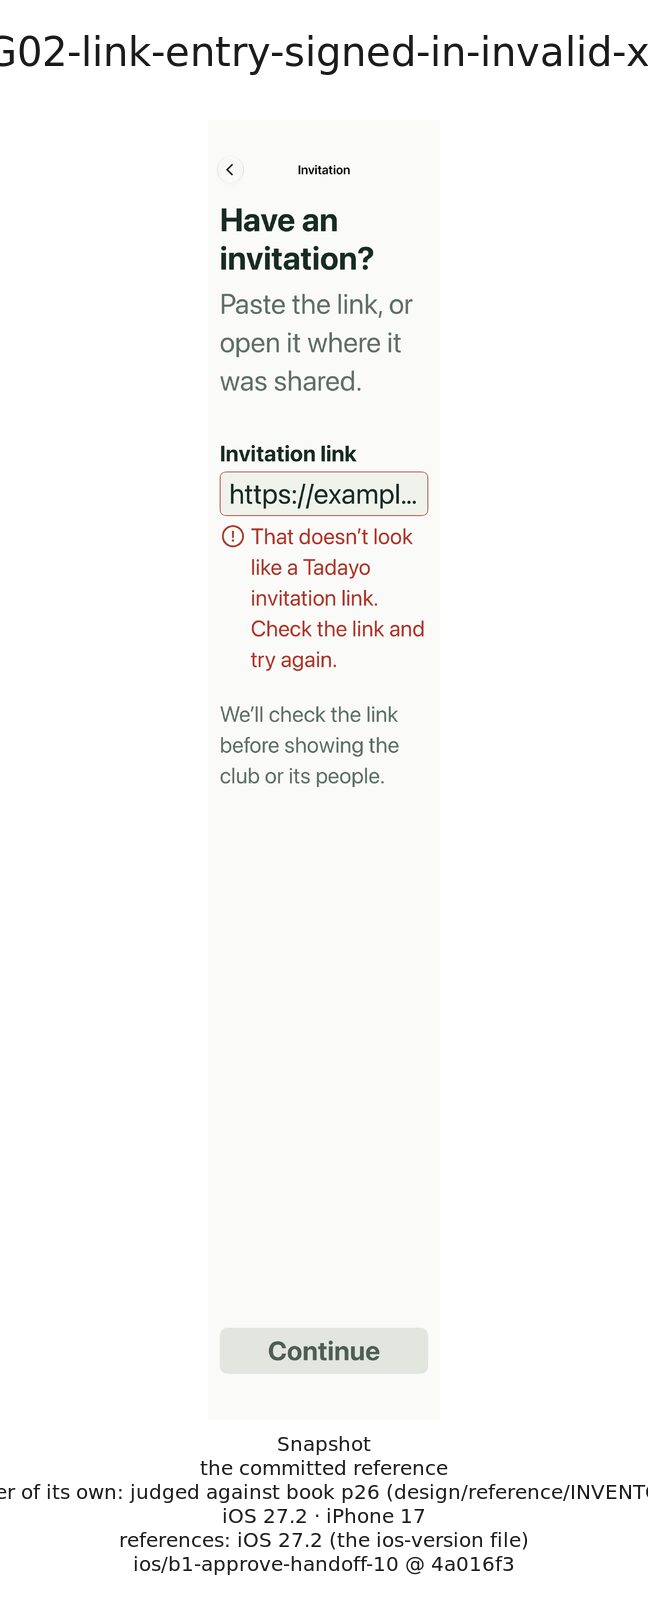 G02-link-entry-signed-in-invalid-x
Invitation
Have an
invitation?
Paste the link, or
open it where it
was shared.
Invitation link
https://exampl…
That doesn’t look
like a Tadayo
invitation link.
Check the link and
try again.
We’ll check the link
before showing the
club or its people.
Continue
Snapshot
the committed reference
er of its own: judged against book p26 (design/reference/INVENTO
iOS 27.2 · iPhone 17
references: iOS 27.2 (the ios-version file)
ios/b1-approve-handoff-10 @ 4a016f3